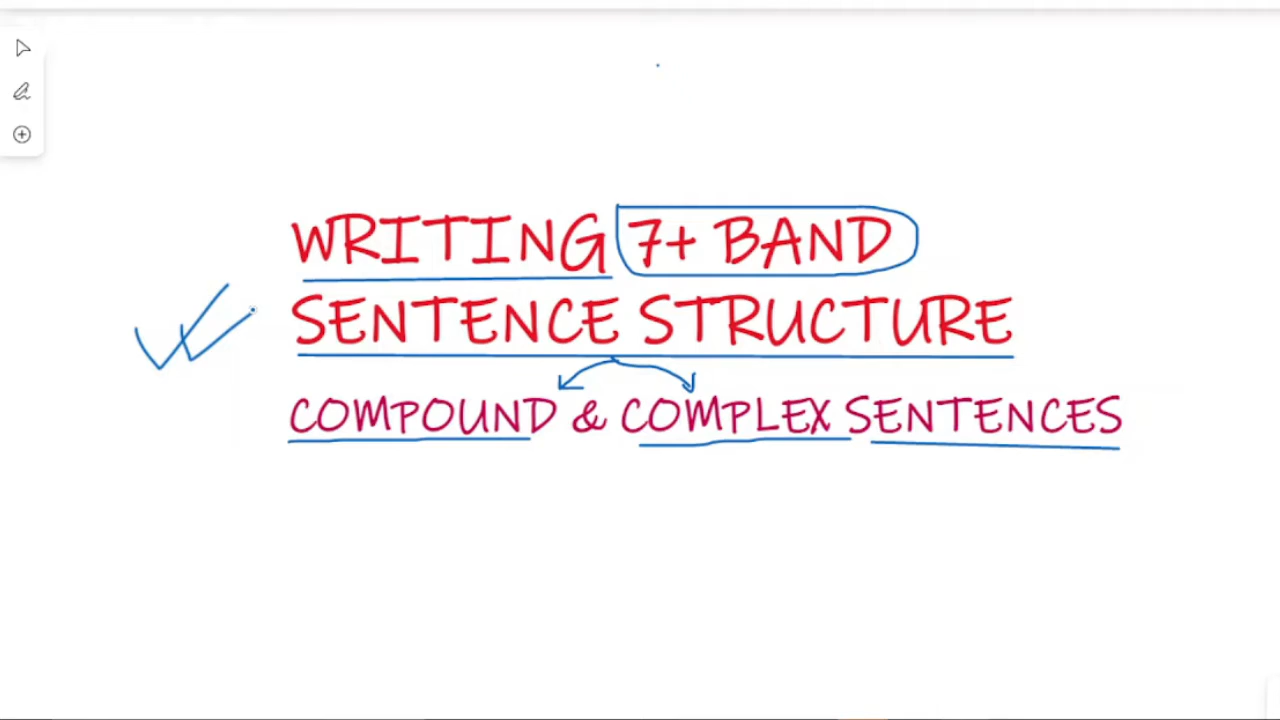 WRITING 7+ BAND
SENTENCE STRUCTURE
COMPOUND & COMPLEX SENTENCES